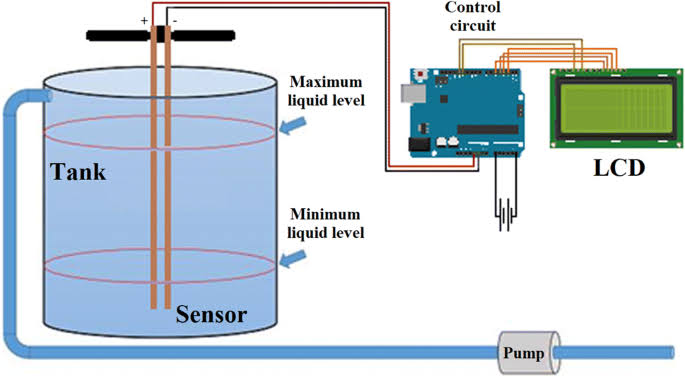 + -
Control
circuit
Maximum
liquid level
Tank
LCD
Minimum
liquid level
Sensor
Pump